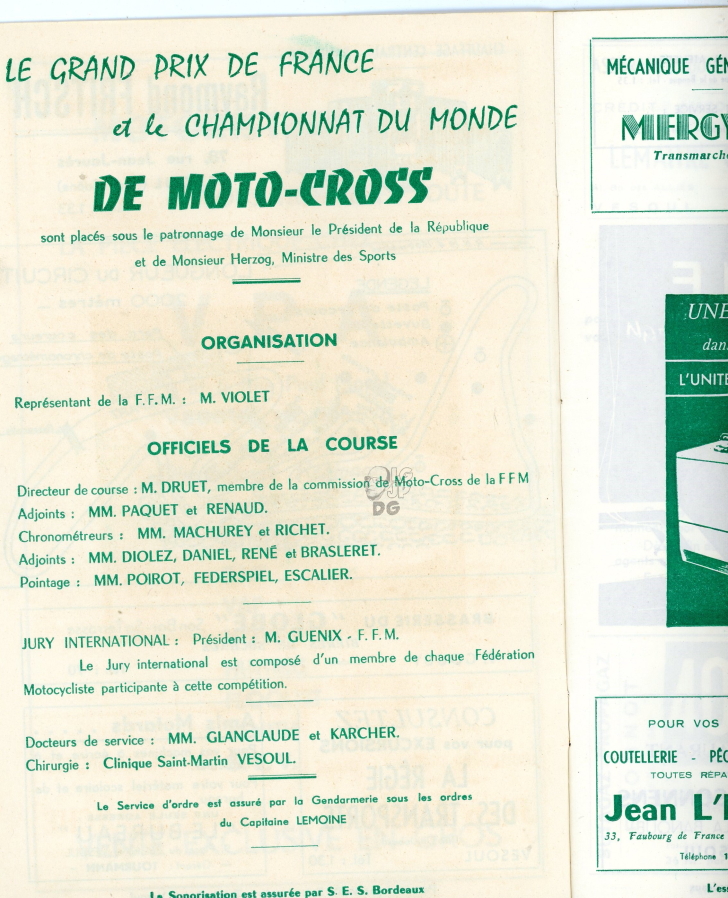 LE GRAND PRIX DE FRANCE
et le CHAMPIONNAT DU MONDE
DE MOTO-CROSS
sont placés sous le patronnage de Monsieur le Président de la République
et de Monsieur Herzog, Ministre des Sports
ORGANISATION
Représentant de la F. F. M. : M. VIOLET
OFFICIELS DE LA COURSE
Directeur de course : M. DRUET, membre de la commission de Moto-Cross de la F F M
Adjoints : MM. PAQUET et RENAUD.
Chronométreurs : MM. MACHUREY et RICHET.
Adjoints : MM. DIOLEZ, DANIEL, RENÉ et BRASLERET.
Pointage : MM. POIROT, FEDERSPIEL, ESCALIER.
JURY INTERNATIONAL : Président : M. GUENIX - F. F. M.
Le Jury international est composé d'un membre de chaque Fédération
Motocycliste participante à cette compétition.
Docteurs de service : MM. GLANCLAUDE et KARCHER.
Chirurgie : Clinique Saint-Martin VESOUL.
Le Service d'ordre est assuré par la Gendarmerie sous les ordres
du Capitaine LEMOINE
La Sonorisation est assurée par S. E. S. Bordeaux
DG
MÉCANIQUE GÉN
MERGY
Transmarch
UNE
dan
L'UNITE
POUR VOS
COUTELLERIE - PÊC
TOUTES RÉPA
Jean L'
33, Faubourg de France
Téléphone 1
L'es